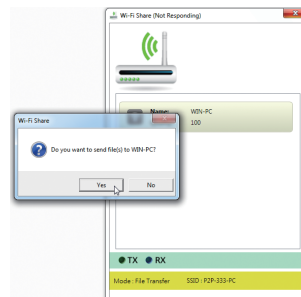 Wi-Fi Share (Not Responding)
Name: WIN-PC
100
Wi-Fi Share
Do you want to send file(s) to WIN-PC?
Yes No
TX RX
Mode : File Transfer SSID : P2P-333-PC